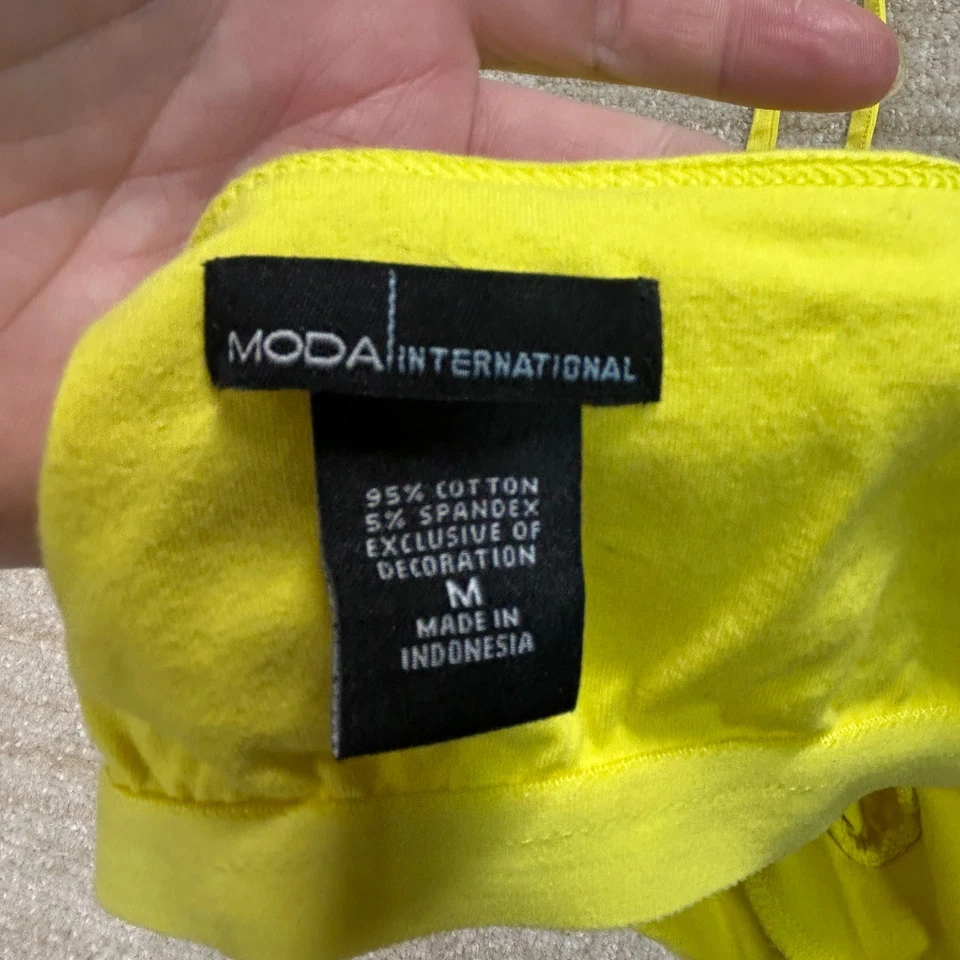 MODA INTERNATIONAL
95% COTTON
5% SPANDEX
EXCLUSIVE OF
DECORATION
M
MADE IN
INDONESIA